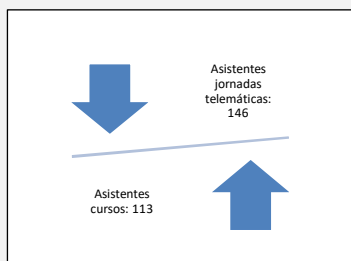 Asistentes
jornadas
telemáticas:
146
Asistentes
cursos: 113